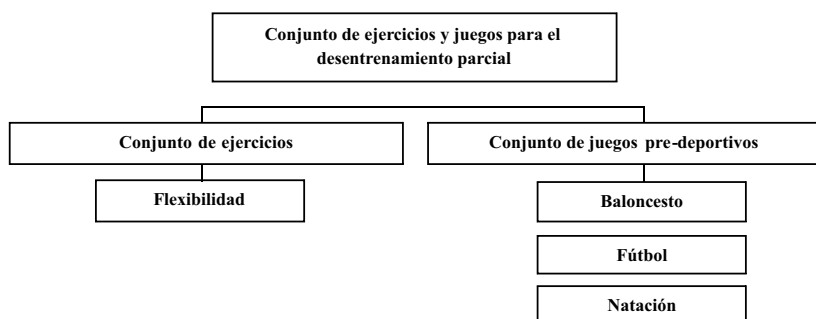 Conjunto de ejercicios y juegos para el
desentrenamiento parcial
Conjunto de ejercicios
Conjunto de juegos pre-deportivos
Flexibilidad
Baloncesto
Fútbol
Natación